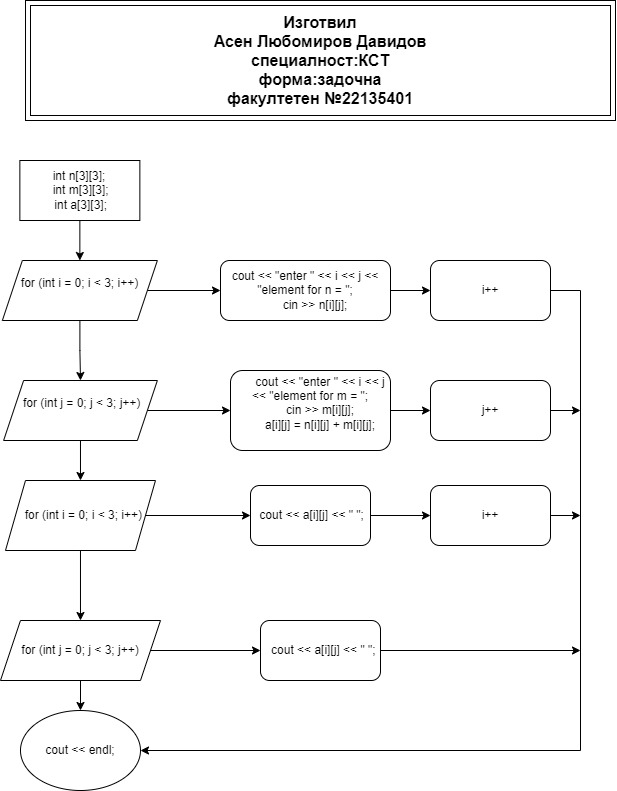 Изготвил
Асен Любомиров Давидов
специалност:КСТ
форма:задочна
факултетен №22135401
int n[3][3];
int m[3][3];
int a[3][3];
for (int i = 0; i < 3; i++)
cout << "enter " << i << j <<
"element for n = ";
cin >> n[i][j];
i++
for (int j = 0; j < 3; j++)
cout << "enter " << i << j
<< "element for m = ";
cin >> m[i][j];
a[i][j] = n[i][j] + m[i][j];
j++
for (int i = 0; i < 3; i++)
cout << a[i][j] << " ";
i++
for (int j = 0; j < 3; j++)
cout << a[i][j] << " ";
cout << endl;